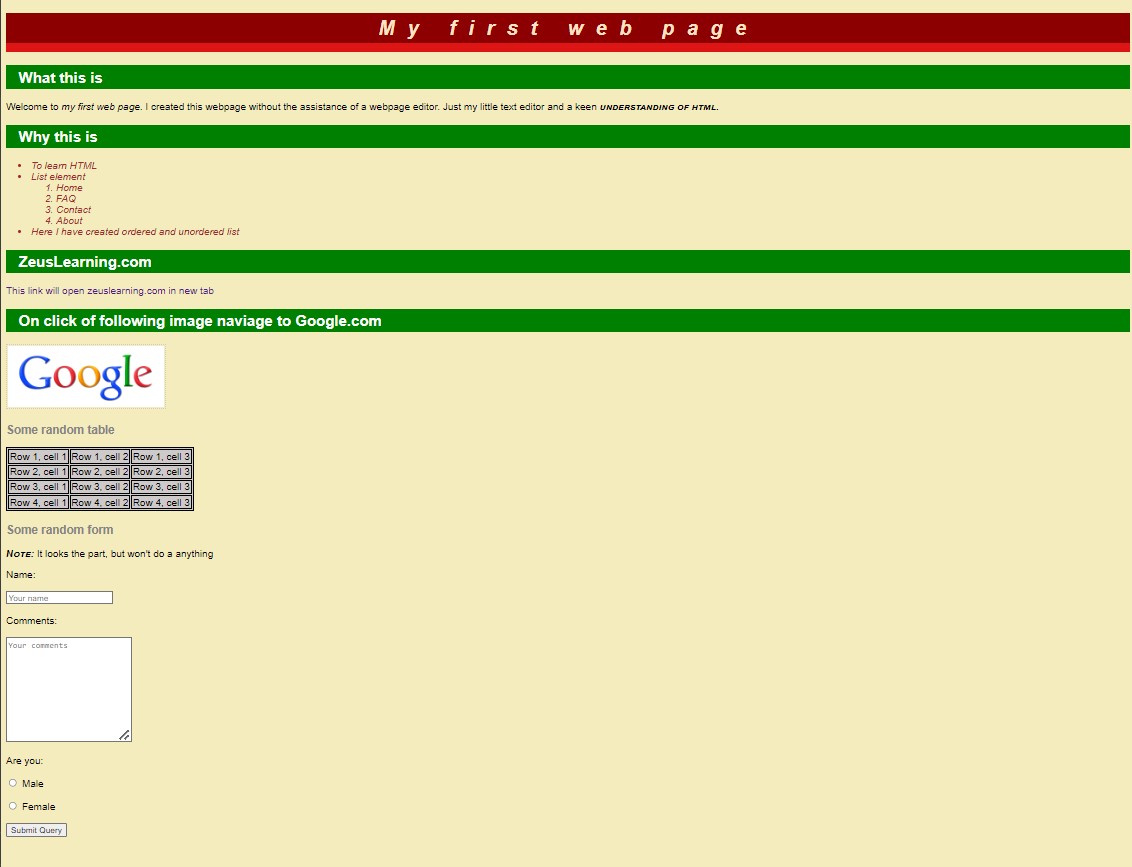 My first web page
What this is
Welcome to my first web page. I created this webpage without the assistance of a webpage editor. Just my little text editor and a keen UNDERSTANDING OF HTML.
Why this is
• To learn HTML
• List element
1. Home
2. FAQ
3. Contact
4. About
• Here I have created ordered and unordered list
ZeusLearning.com
This link will open zeuslearning.com in new tab
On click of following image naviage to Google.com
Google
Some random table
Row 1, cell 1 Row 1, cell 2 Row 1, cell 3
Row 2, cell 1 Row 2, cell 2 Row 2, cell 3
Row 3, cell 1 Row 3, cell 2 Row 3, cell 3
Row 4, cell 1 Row 4, cell 2 Row 4, cell 3
Some random form
NOTE: It looks the part, but won't do a anything
Name:
Your name
Comments:
Your comments
Are you:
Male
Female
Submit Query